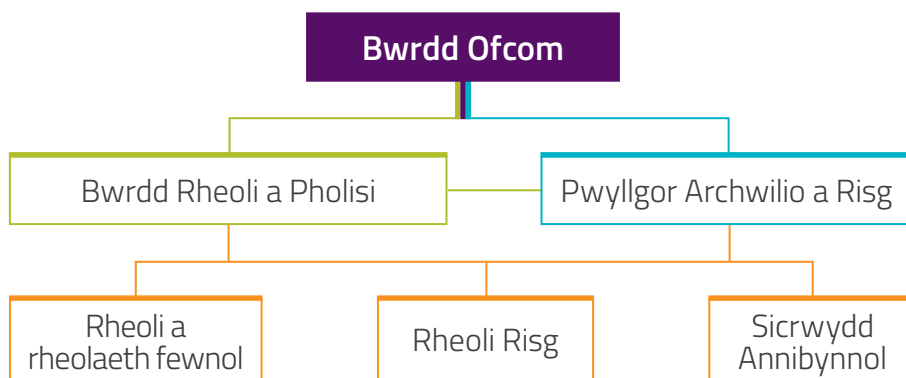 Bwrdd Ofcom
Bwrdd Rheoli a Pholisi
Pwyllgor Archwilio a Risg
Rheoli a
rheolaeth fewnol
Rheoli Risg
Sicrwydd
Annibynnol